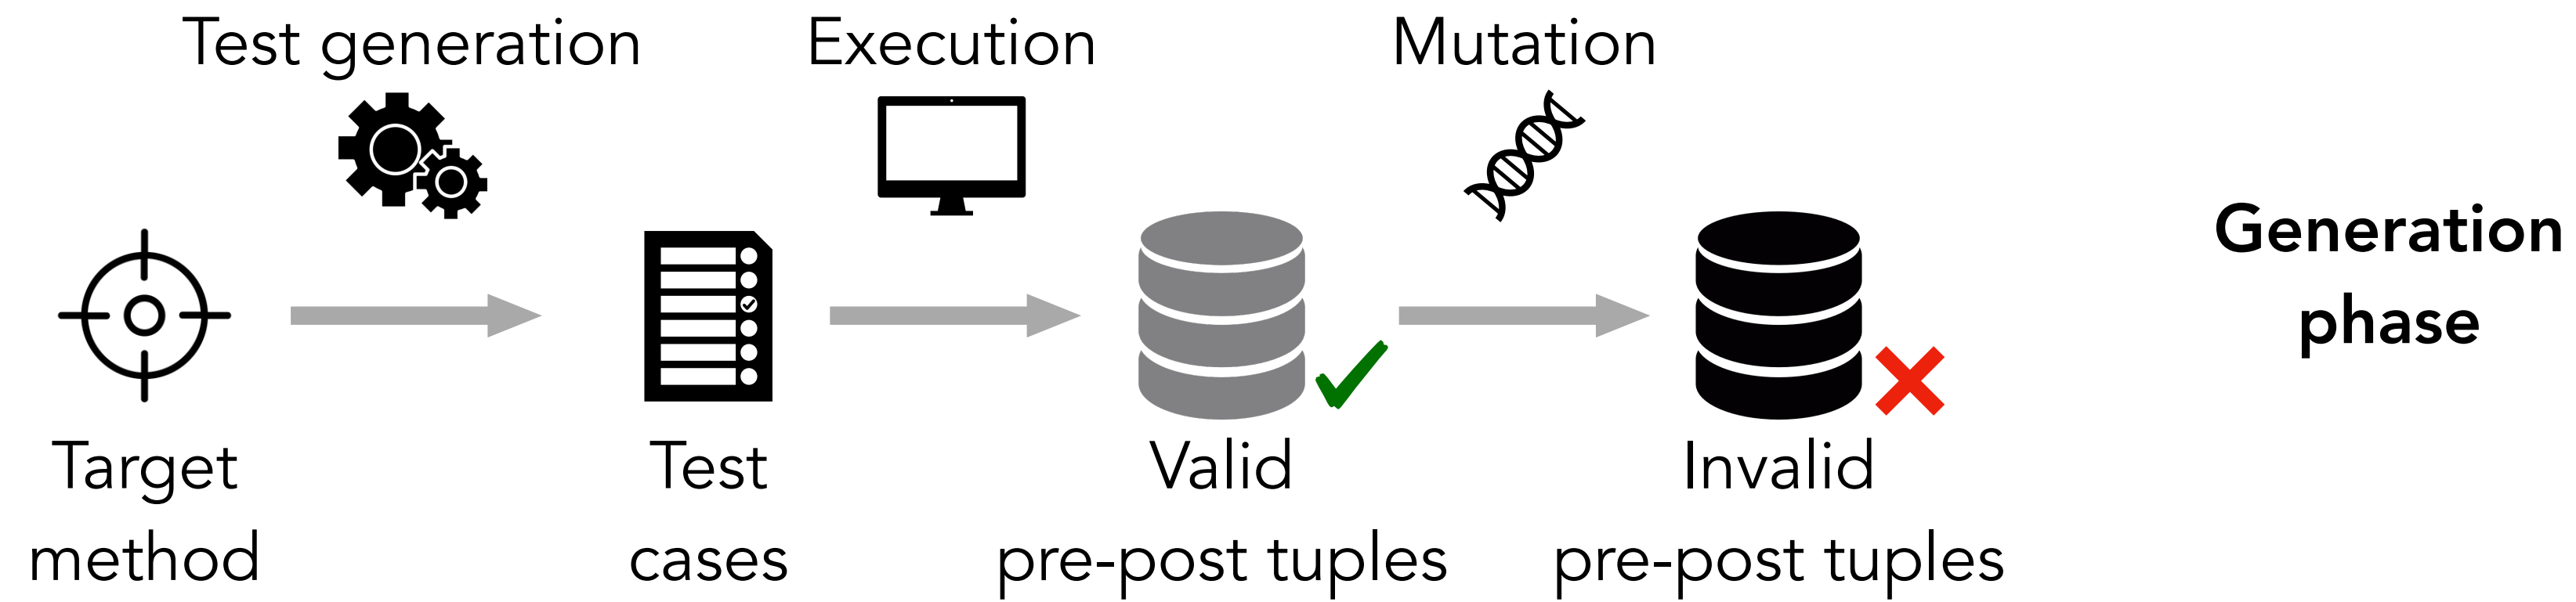 Test generation
Execution
Mutation
Generation
phase
Target
method
Test
cases
Valid
pre-post tuples
Invalid
pre-post tuples